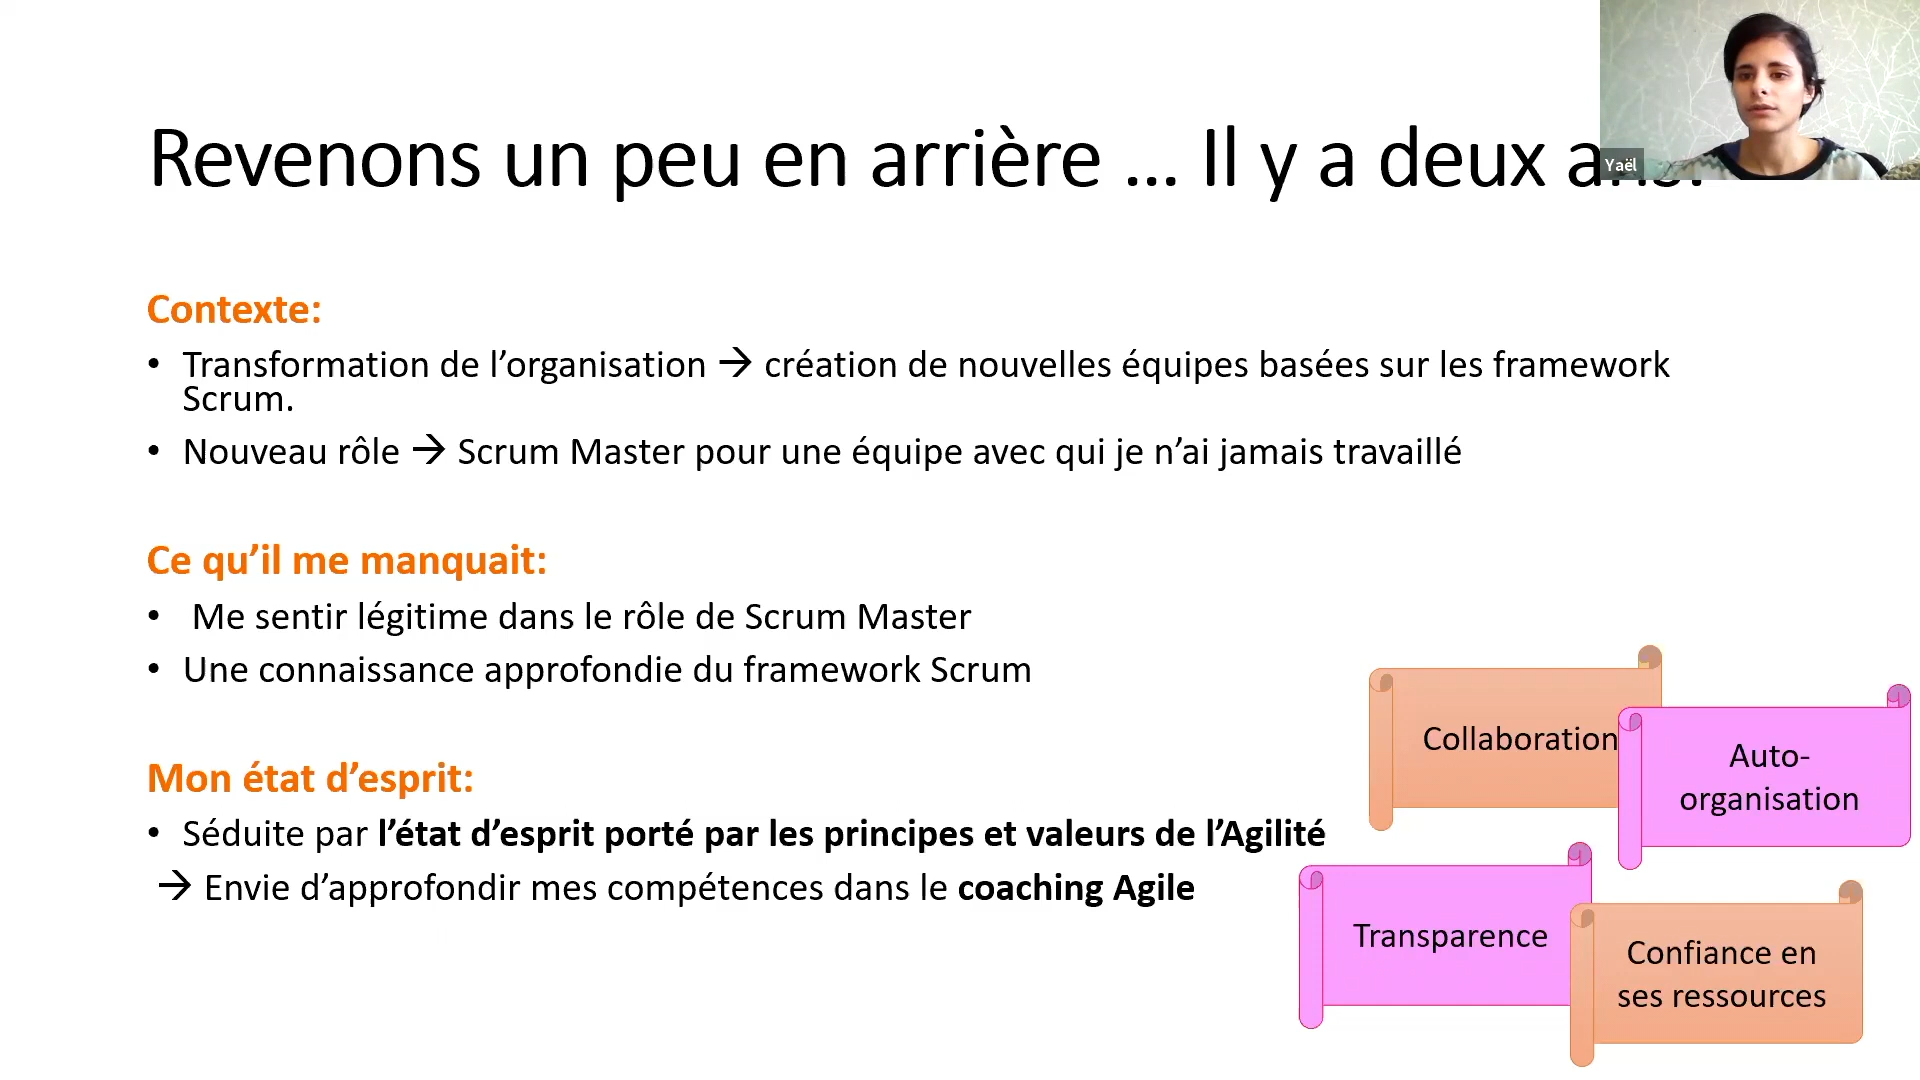 Revenons un peu en arrière ... Il y a deux ans.
Yaël
Contexte:
• Transformation de l’organisation → création de nouvelles équipes basées sur les framework
Scrum.
• Nouveau rôle → Scrum Master pour une équipe avec qui je n’ai jamais travaillé
Ce qu’il me manquait:
• Me sentir légitime dans le rôle de Scrum Master
• Une connaissance approfondie du framework Scrum
Mon état d’esprit:
• Séduite par l’état d’esprit porté par les principes et valeurs de l’Agilité
→ Envie d’approfondir mes compétences dans le coaching Agile
Collaboration
Auto-
organisation
Transparence
Confiance en
ses ressources